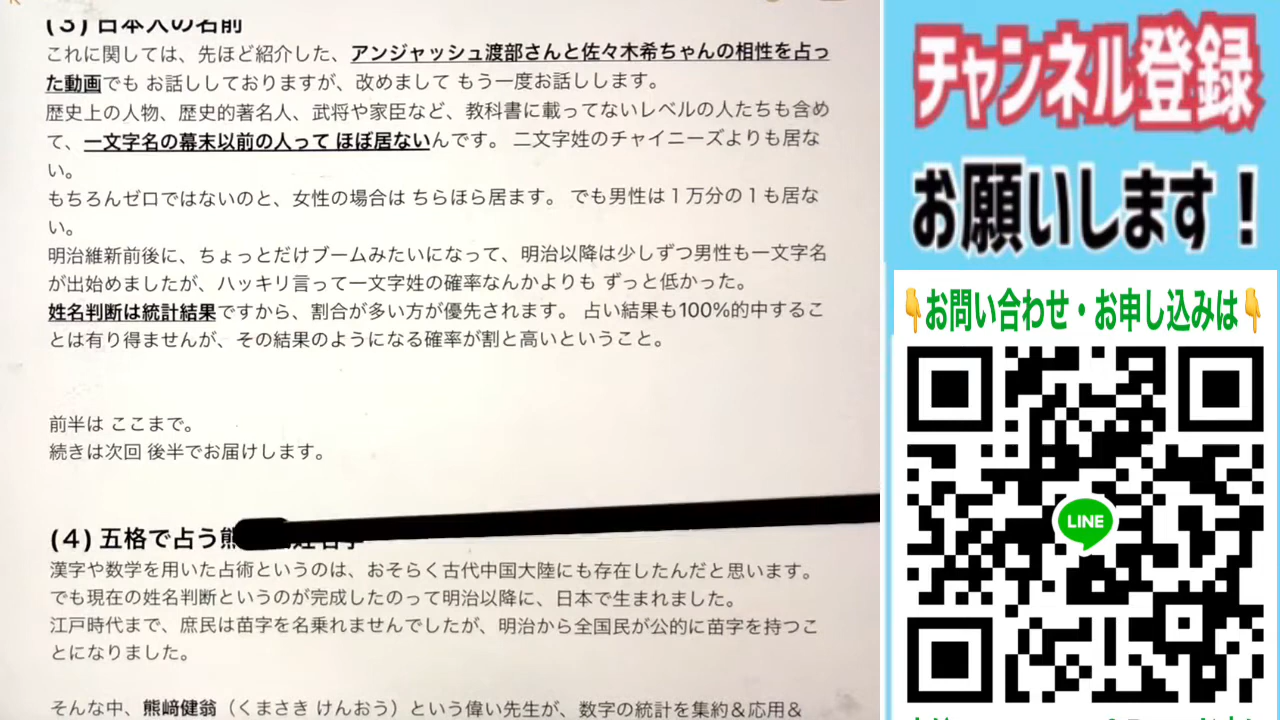 (3) 日本人の名前
これに関しては、先ほど紹介した、アンジャッシュ渡部さんと佐々木希ちゃんの相性を占っ
た動画でも お話ししておりますが、改めまして もう一度お話しします。
歴史上の人物、歴史的著名人、武将や家臣など、教科書に載ってないレベルの人たちも含め
て、一文字名の幕末以前の人って ほぼ居ないんです。 二文字姓のチャイニーズよりも居な
い。
もちろんゼロではないのと、女性の場合は ちらほら居ます。 でも男性は１万分の１も居な
い。
明治維新前後に、ちょっとだけブームみたいになって、明治以降は少しずつ男性も一文字名
が出始めましたが、ハッキリ言って一文字姓の確率なんかよりも ずっと低かった。
姓名判断は統計結果ですから、割合が多い方が優先されます。 占い結果も100%的中するこ
とは有り得ませんが、その結果のようになる確率が割と高いということ。
前半は ここまで。
続きは次回 後半でお届けします。
(4) 五格で占う熊
漢字や数学を用いた占術というのは、おそらく古代中国大陸にも存在したんだと思います。
でも現在の姓名判断というのが完成したのって明治以降に、日本で生まれました。
江戸時代まで、庶民は苗字を名乗れませんでしたが、明治から全国民が公的に苗字を持つこ
とになりました。
そんな中、熊﨑健翁（くまさき けんおう）という偉い先生が、数字の統計を集約＆応用＆
チャンネル登録
お願いします！
👇お問い合わせ・お申し込みは👇
LINE